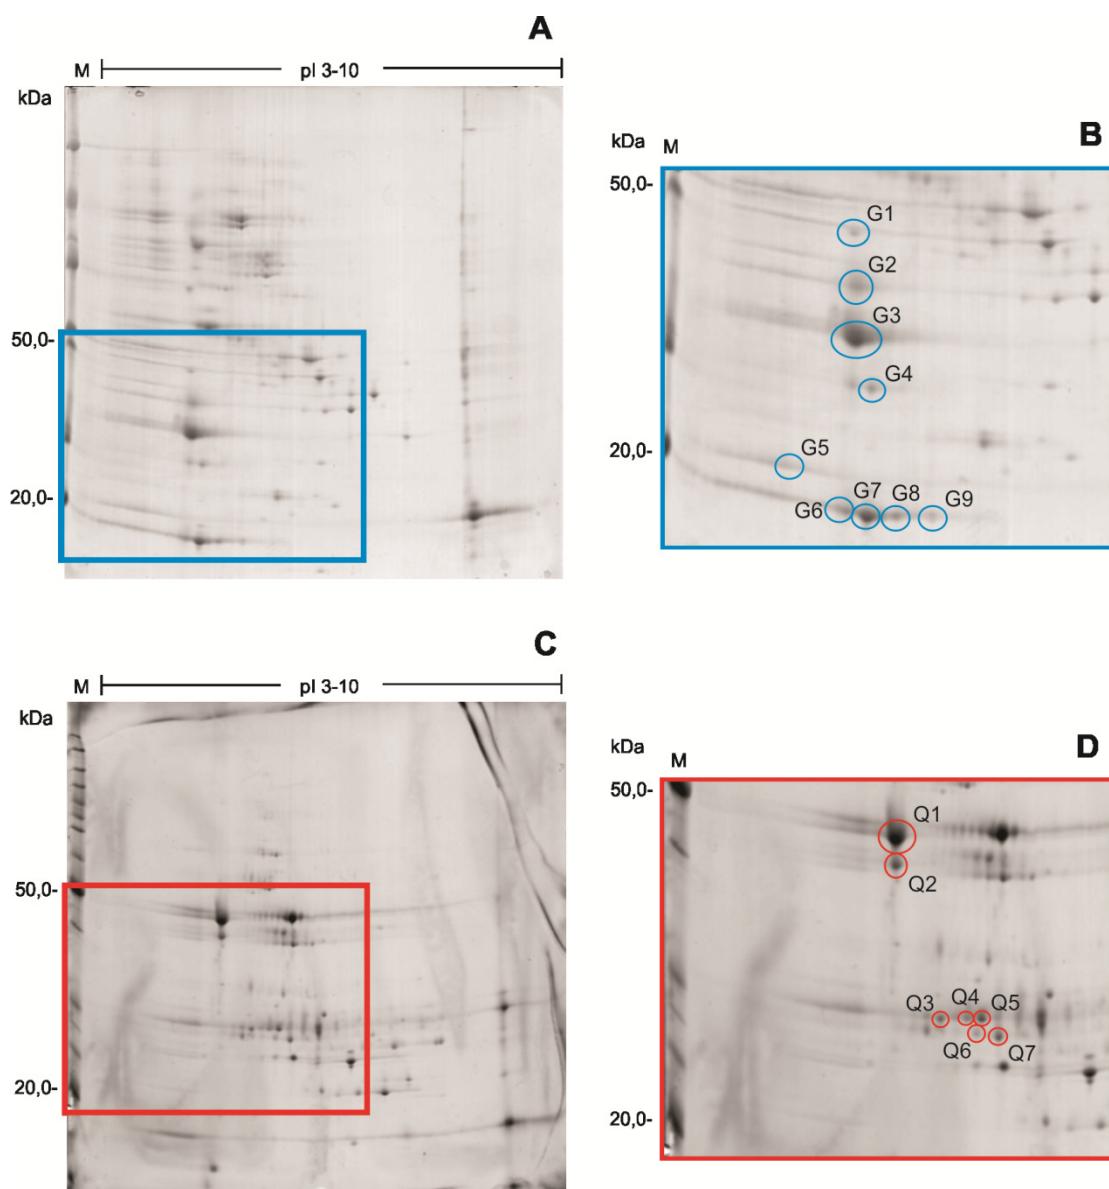 A
M pI 3-10
kDa
50,0-
20,0-
B
kDa
M
50,0-
G1
G2
G3
G4
20,0-
G5
G6 G7 G8 G9
C
M pI 3-10
kDa
50,0-
20,0-
D
kDa
M
50,0-
Q1
Q2
Q3 Q4 Q5
Q6 Q7
20,0-